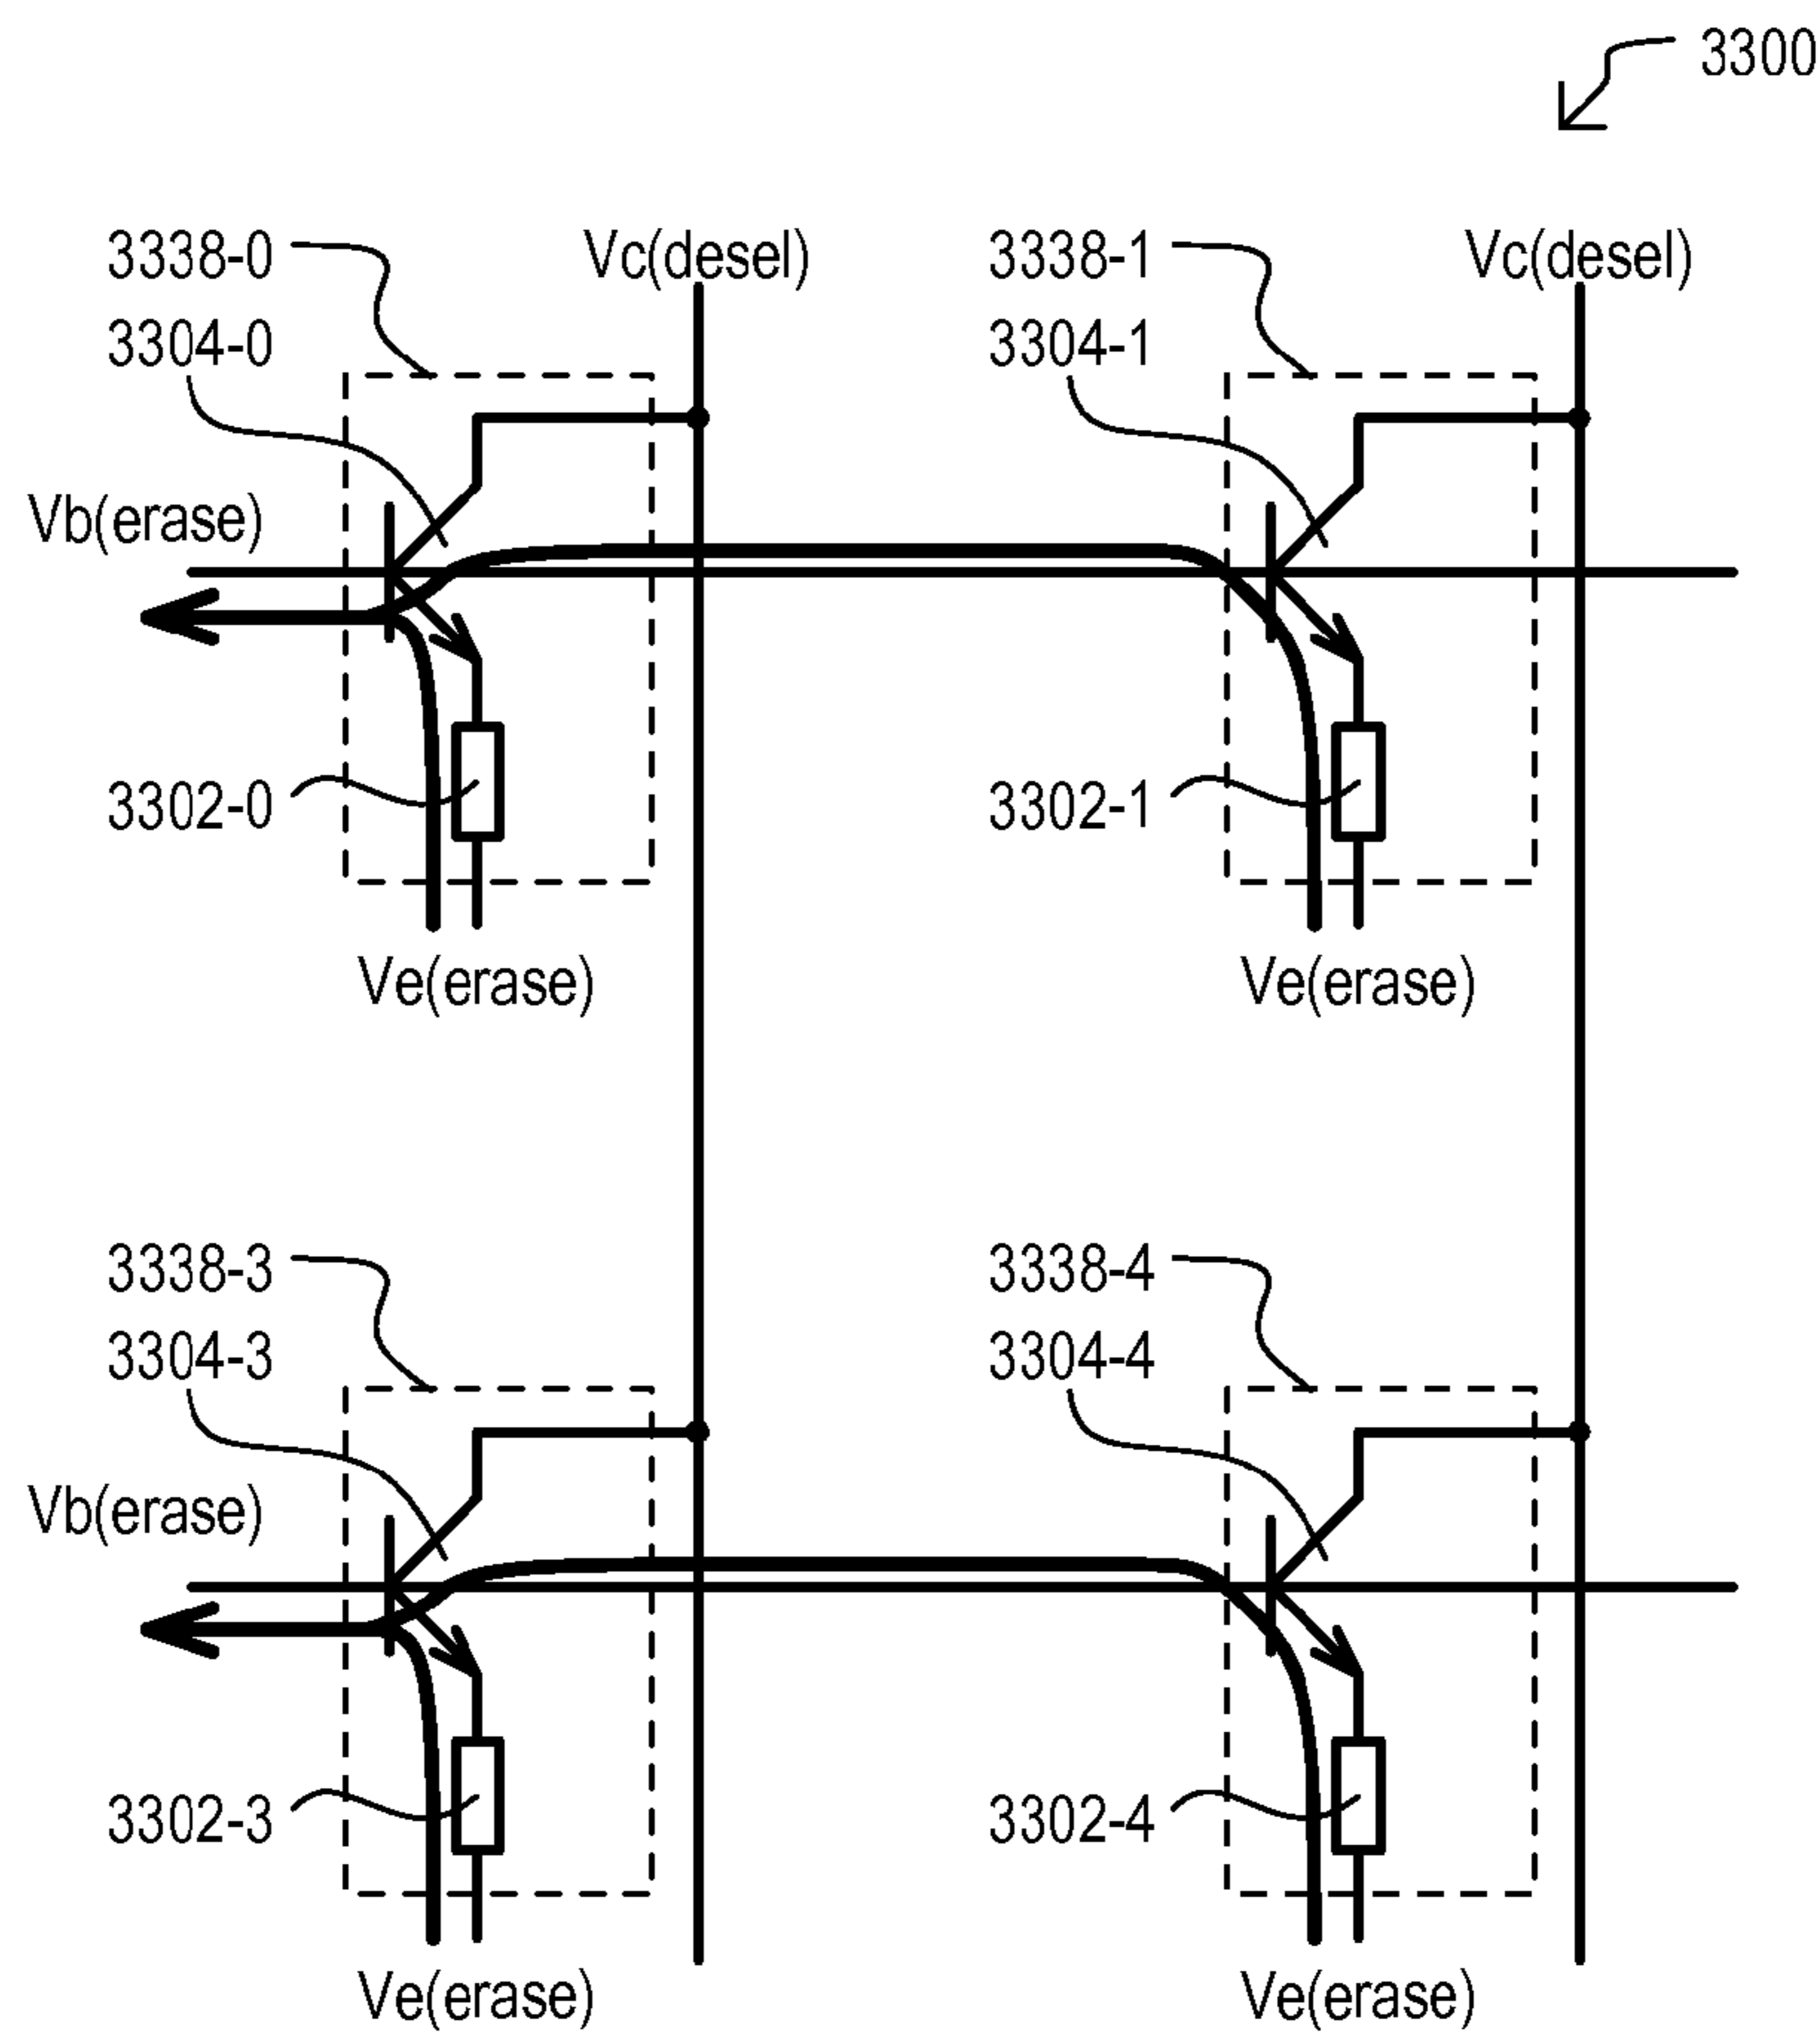 3300
3338-0 Vc(desel) 3338-1 Vc(desel)
3304-0 3304-1
Vb(erase)
3302-0 3302-1
Ve(erase) Ve(erase)
3338-3 3338-4
3304-3 3304-4
Vb(erase)
3302-3 3302-4
Ve(erase) Ve(erase)